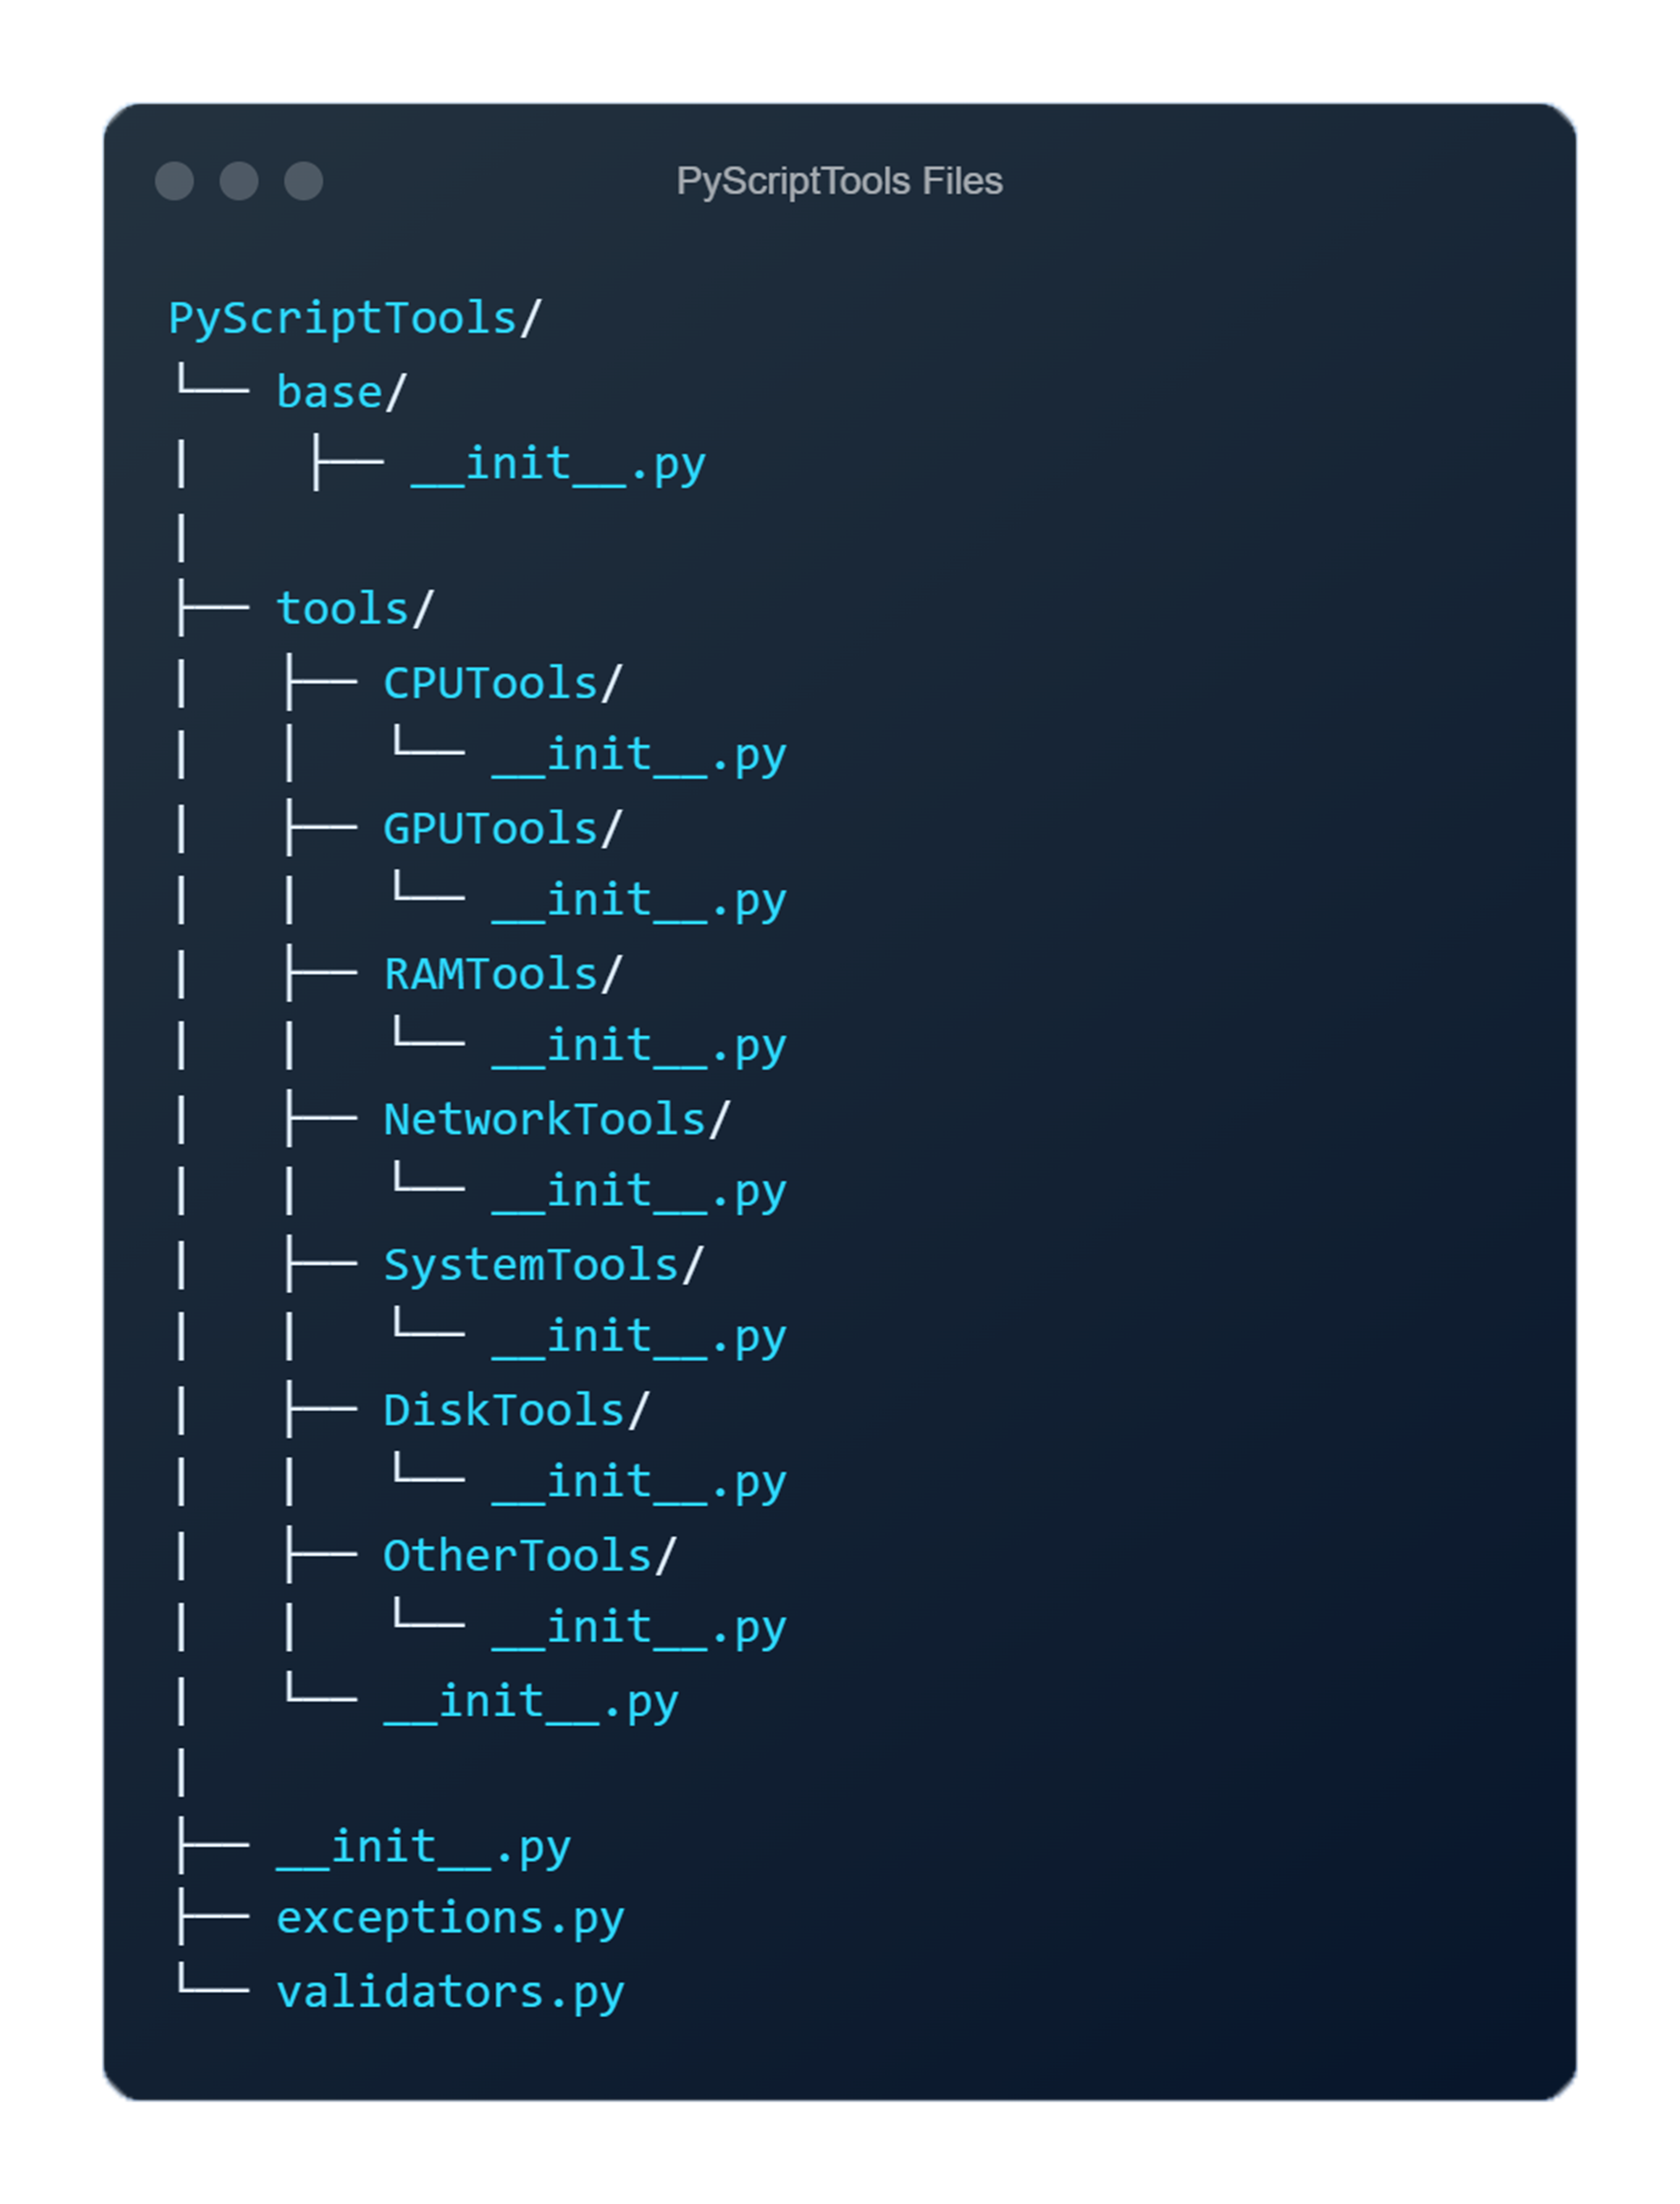 PyScriptTools Files
PyScriptTools/
└── base/
|    ├── __init__.py
|
├── tools/
|   ├── CPUTools/
|   │   └── __init__.py
|   ├── GPUTools/
|   |   └── __init__.py
|   ├── RAMTools/
|   |   └── __init__.py
|   ├── NetworkTools/
|   |   └── __init__.py
|   ├── SystemTools/
|   |   └── __init__.py
|   ├── DiskTools/
|   |   └── __init__.py
|   ├── OtherTools/
|   |   └── __init__.py
|   └── __init__.py
|
├── __init__.py
├── exceptions.py
└── validators.py